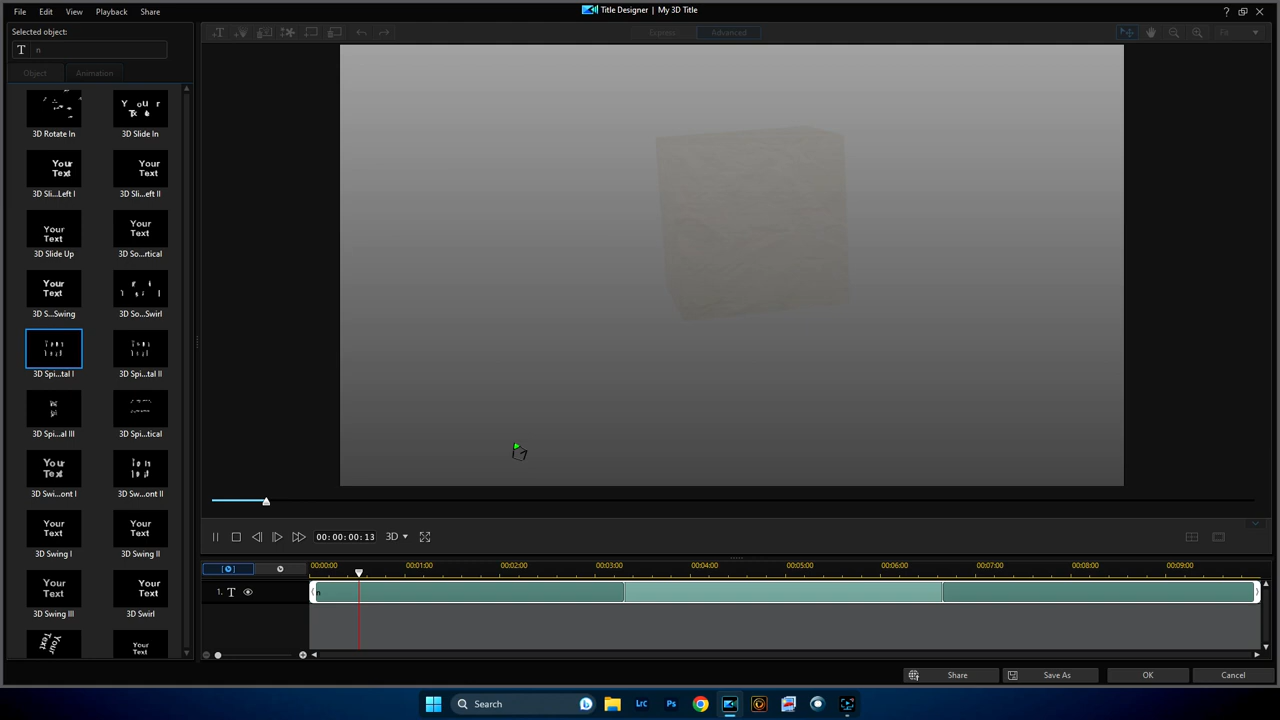 Title Designer | My 3D Title
File Edit View Playback Share
Selected object:
T n
Object Animation
Express Advanced
Fit
3D Rotate In 3D Slide In
3D Sli...Left I 3D Sli...eft II
3D Slide Up 3D So...rtical
3D S...Swing 3D So...Swirl
3D Spi...tal I 3D Spi...tal II
3D Spi...al III 3D Spi...tical
3D Swi...ont I 3D Sw...ont II
3D Swing I 3D Swing II
3D Swing III 3D Swirl
Your Text
00:00:00:13 3D
00:00:00 00:01:00 00:02:00 00:03:00 00:04:00 00:05:00 00:06:00 00:07:00 00:08:00 00:09:00
1. T n
Share Save As OK Cancel
Search Lrc Ps